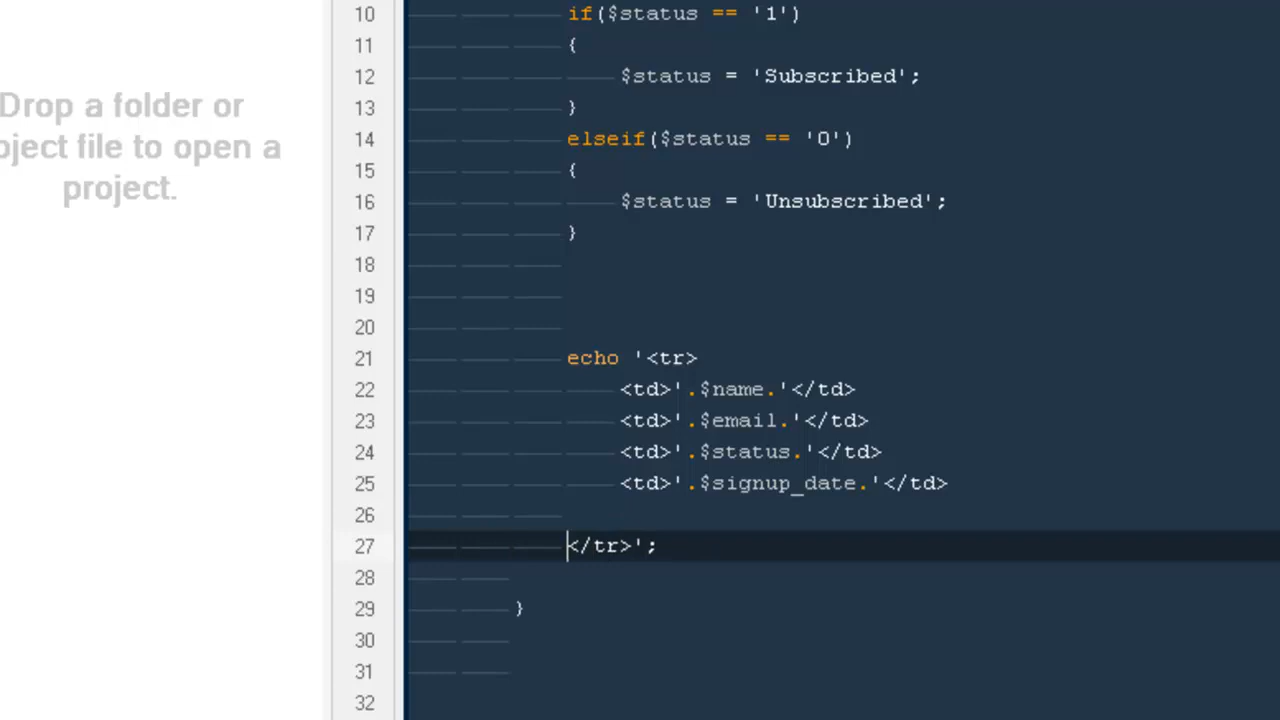 Drop a folder or
oject file to open a
project.
10 if($status == '1')
11 {
12 $status = 'Subscribed';
13 }
14 elseif($status == '0')
15 {
16 $status = 'Unsubscribed';
17 }
18
19
20
21 echo '<tr>
22 <td>'.$name.'</td>
23 <td>'.$email.'</td>
24 <td>'.$status.'</td>
25 <td>'.$signup_date.'</td>
26
27 </tr>';
28
29 }
30
31
32